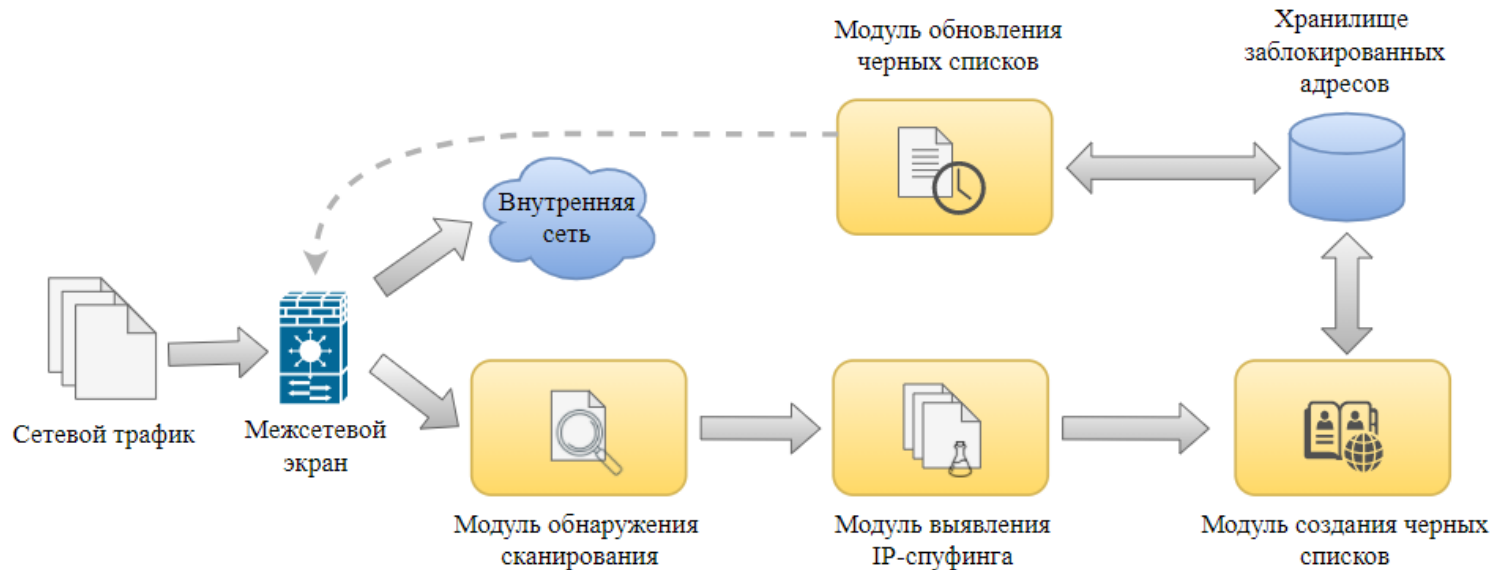 Модуль обновления
черных списков
Хранилище
заблокированных
адресов
Внутренняя
сеть
Сетевой трафик
Межсетевой
экран
Модуль обнаружения
сканирования
Модуль выявления
IP-спуфинга
Модуль создания черных
списков